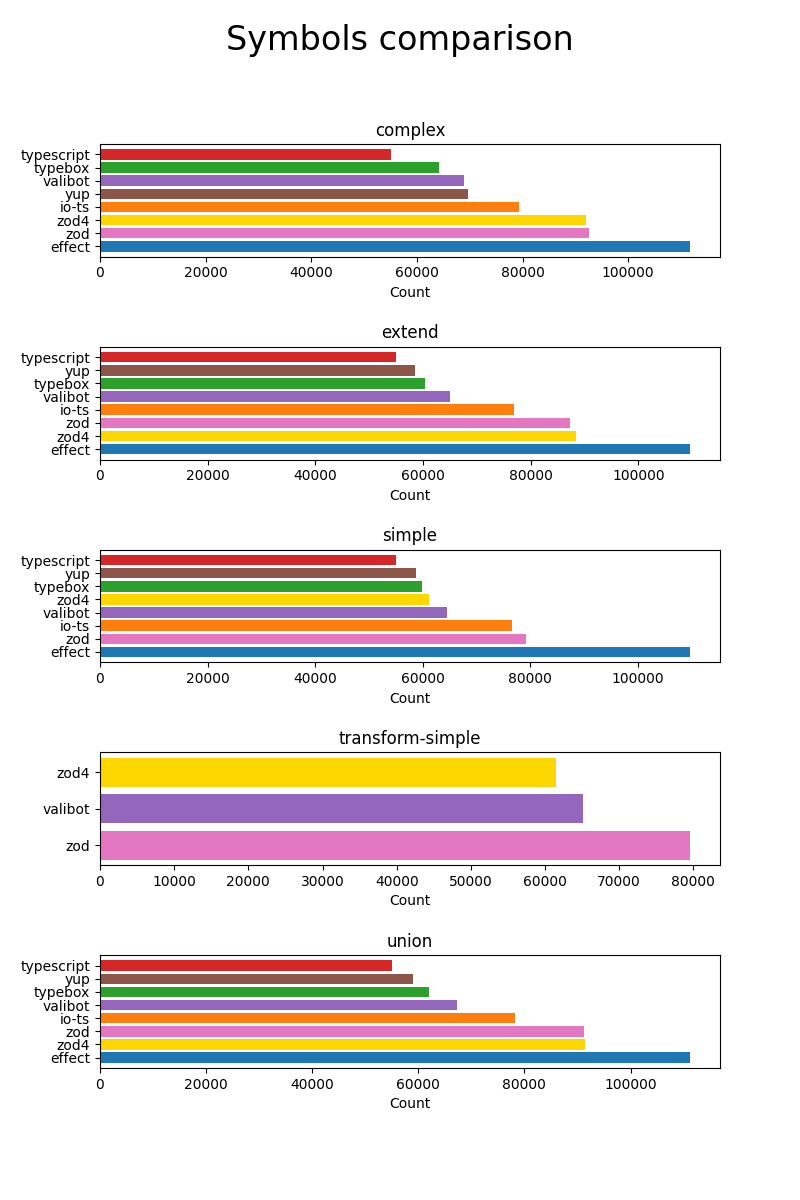 Symbols comparison
complex
typescript
typebox
valibot
yup
io-ts
zod4
zod
effect
0 20000 40000 60000 80000 100000
Count
extend
typescript
yup
typebox
valibot
io-ts
zod
zod4
effect
0 20000 40000 60000 80000 100000
Count
simple
typescript
yup
typebox
zod4
valibot
io-ts
zod
effect
0 20000 40000 60000 80000 100000
Count
transform-simple
zod4
valibot
zod
0 10000 20000 30000 40000 50000 60000 70000 80000
Count
union
typescript
yup
typebox
valibot
io-ts
zod
zod4
effect
0 20000 40000 60000 80000 100000
Count